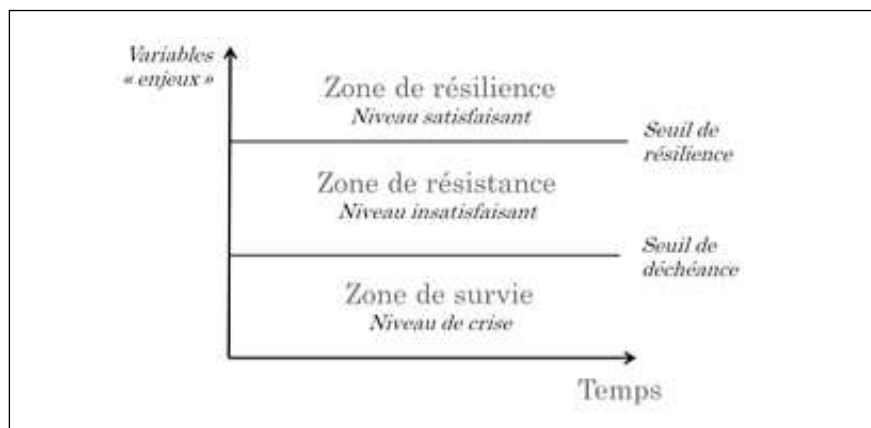 Variables
« enjeux »
Zone de résilience
Niveau satisfaisant
Seuil de
résilience
Zone de résistance
Niveau insatisfaisant
Seuil de
déchéance
Zone de survie
Niveau de crise
Temps